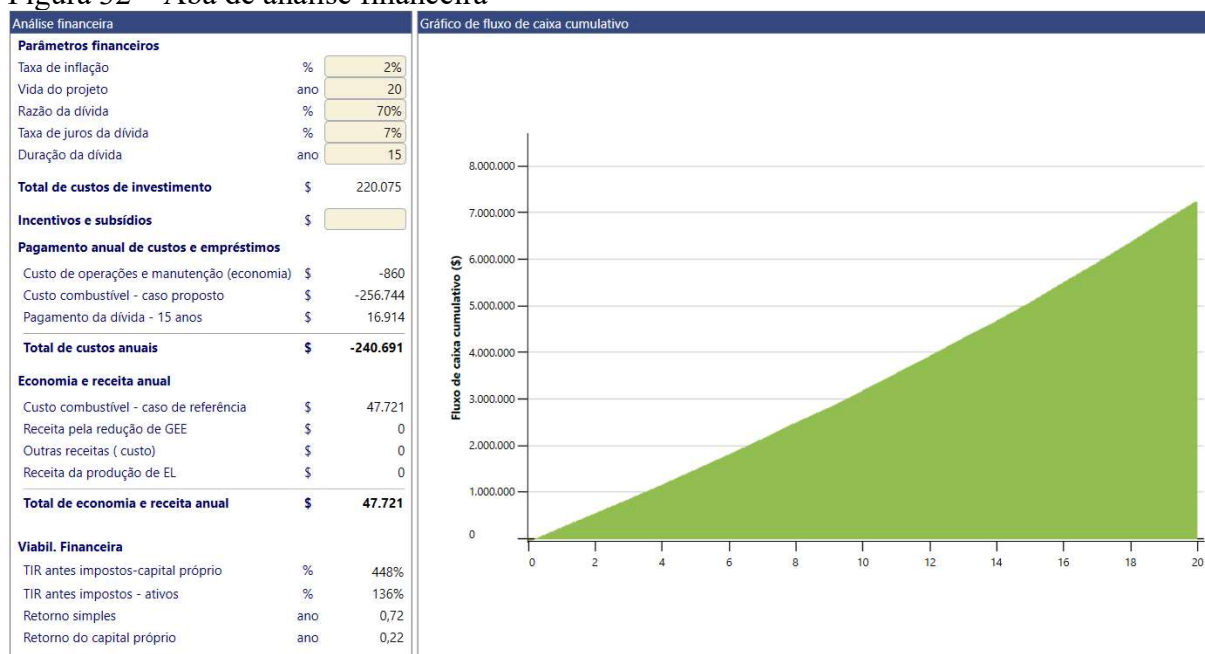 Figura 32 – Aba de análise financeira
Análise financeira
Parâmetros financeiros
Taxa de inflação % 2%
Vida do projeto ano 20
Razão da dívida % 70%
Taxa de juros da dívida % 7%
Duração da dívida ano 15
Total de custos de investimento $ 220.075
Incentivos e subsídios $
Pagamento anual de custos e empréstimos
Custo de operações e manutenção (economia) $ -860
Custo combustível - caso proposto $ -256.744
Pagamento da dívida - 15 anos $ 16.914
Total de custos anuais $ -240.691
Economia e receita anual
Custo combustível - caso de referência $ 47.721
Receita pela redução de GEE $ 0
Outras receitas ( custo) $ 0
Receita da produção de EL $ 0
Total de economia e receita anual $ 47.721
Viabil. Financeira
TIR antes impostos-capital próprio % 448%
TIR antes impostos - ativos % 136%
Retorno simples ano 0,72
Retorno do capital próprio ano 0,22
Gráfico de fluxo de caixa cumulativo
Fluxo de caixa cumulativo ($)
8.000.000
7.000.000
6.000.000
5.000.000
4.000.000
3.000.000
2.000.000
1.000.000
0
0 2 4 6 8 10 12 14 16 18 20